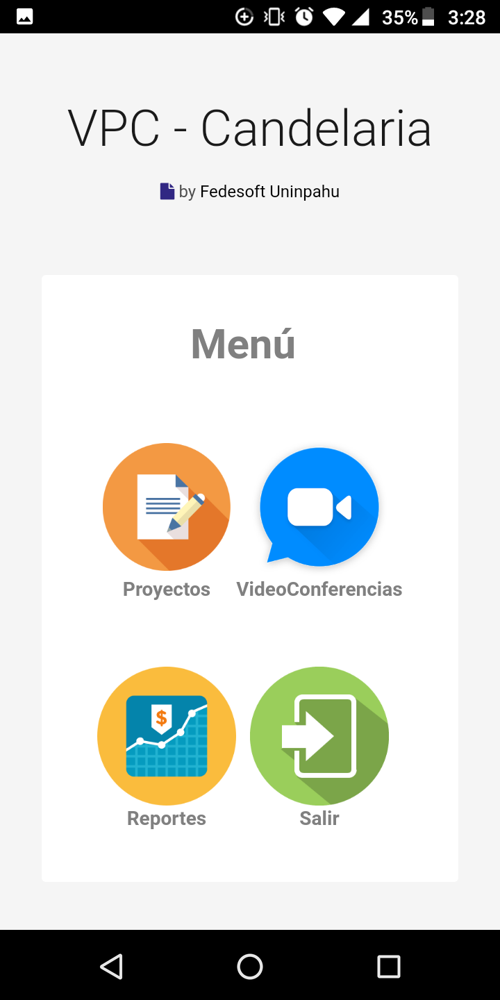 35% 3:28
VPC - Candelaria
by Fedesoft Uninpahu
Menú
Proyectos VideoConferencias
$
Reportes Salir